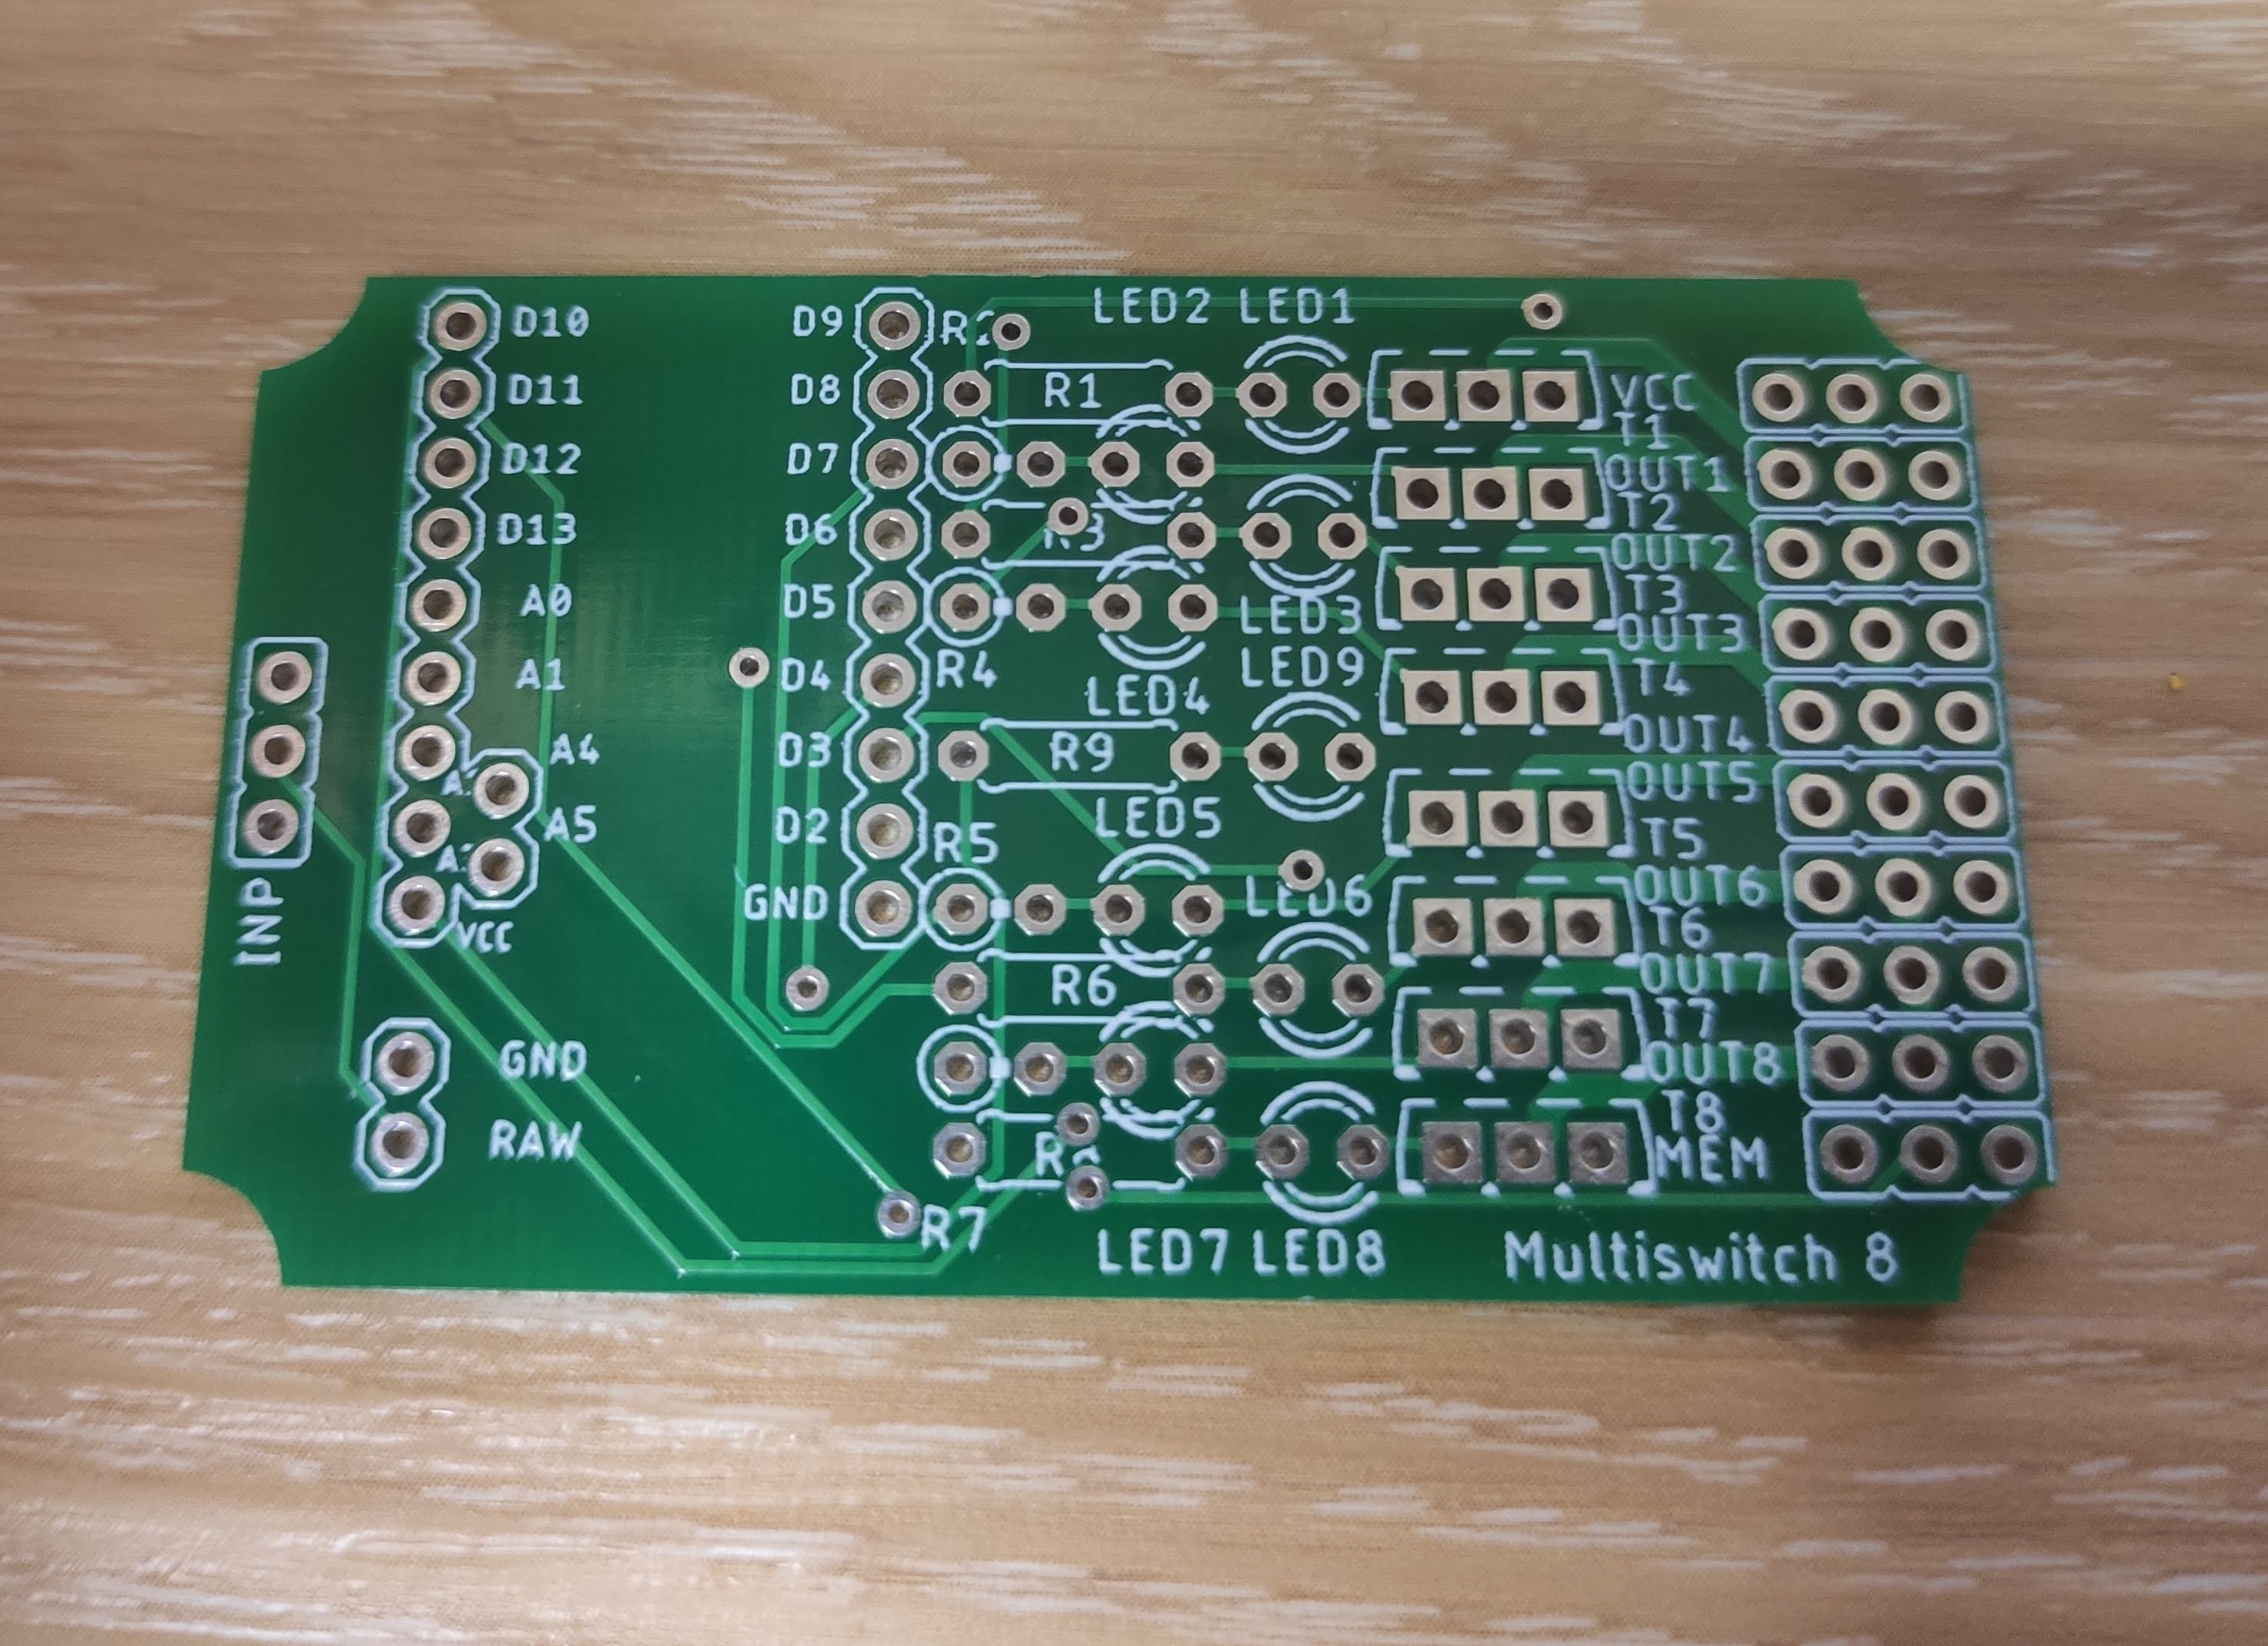 LED2 LED1
D10
D9
D11
D8
R1
VCC
T1
D12
D7
OUT1
T2
D13
D6
OUT2
T3
A0
D5
LED3
OUT3
A1
D4
R4
LED4
LED9
T4
A4
D3
R9
OUT4
OUT5
A5
D2
R5
LED5
T5
INP
VCC
GND
LED6
OUT6
T6
R6
OUT7
T7
GND
OUT8
T8
RAW
MEM
R7
LED7 LED8
Multiswitch 8